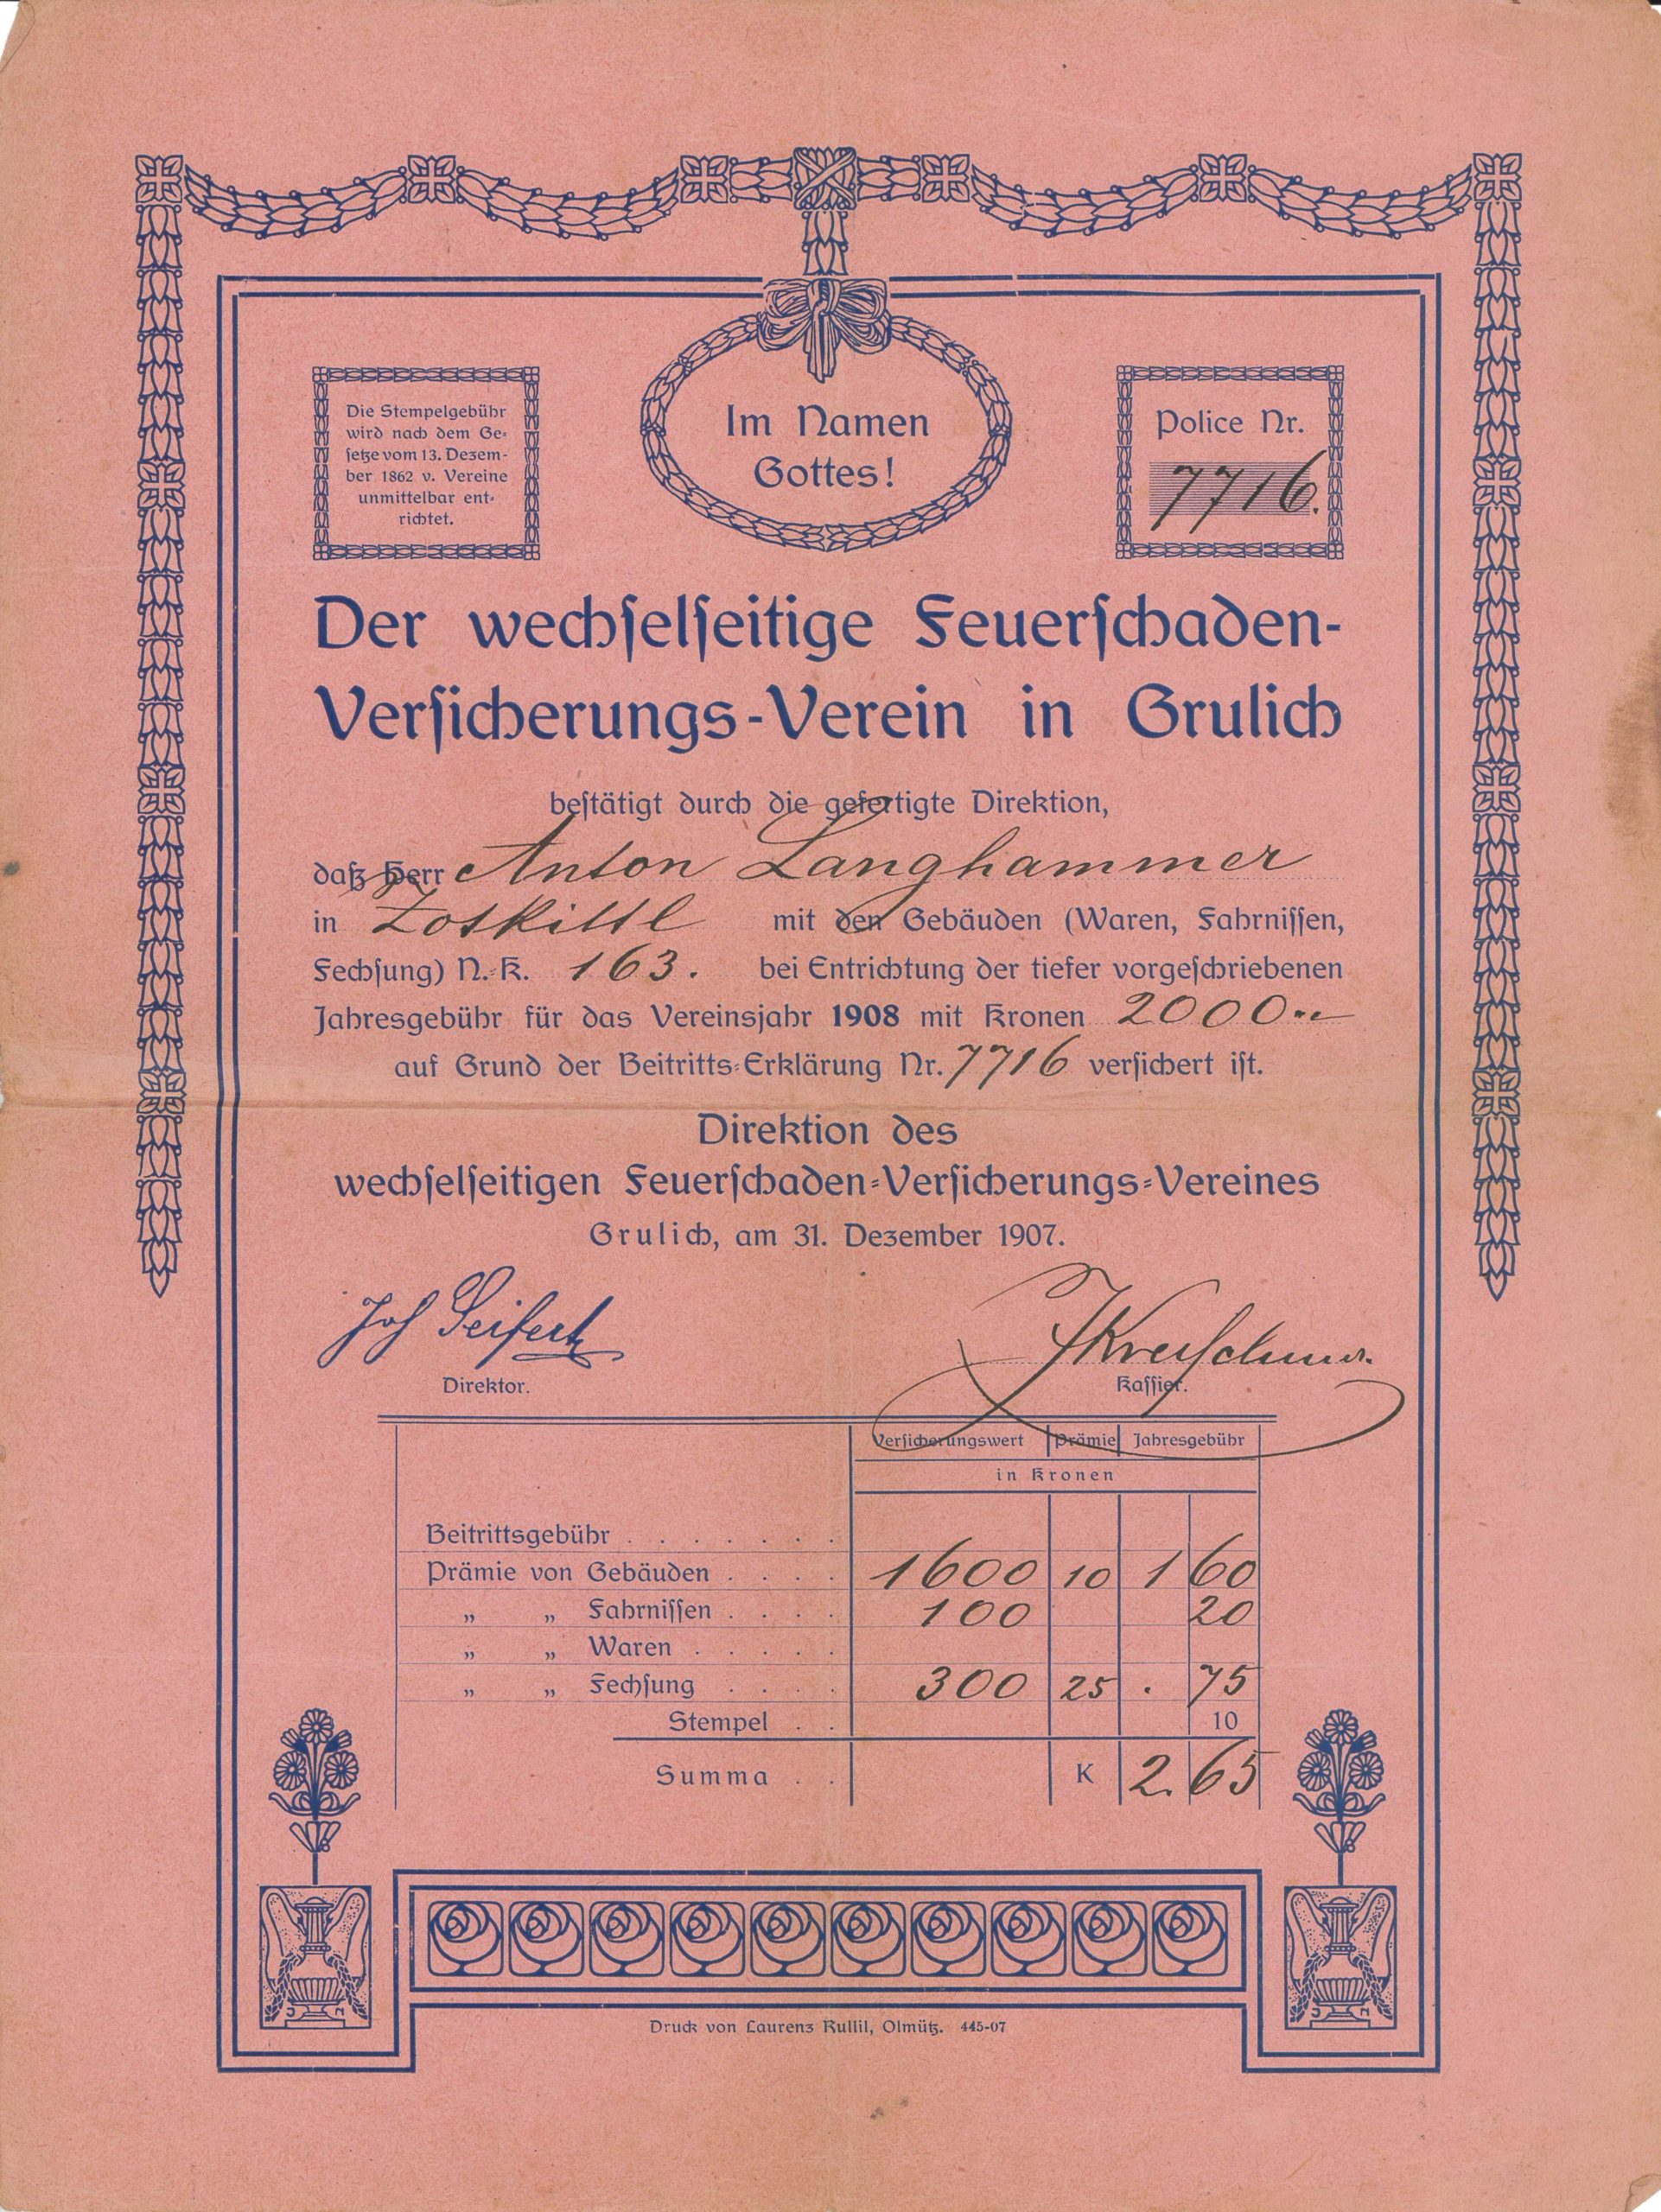 Die Stempelgebühr
wird nach dem Ge-
ſetze vom 13. Dezem-
ber 1862 v. Vereine
unmittelbar ent-
richtet.
Im Namen
Gottes!
Police Nr.
7716.
Der wechſelſeitige Feuerſchaden-
Verſicherungs-Verein in Grulich
beſtätigt durch die gefertigte Direktion,
daß Herr Anton Langhammer
in Zoskittl mit den Gebäuden (Waren, Fahrniſſen,
Fechſung) N.-K. 163. bei Entrichtung der tiefer vorgeſchriebenen
Jahresgebühr für das Vereinsjahr 1908 mit Kronen 2000
auf Grund der Beitritts-Erklärung Nr. 7716 verſichert iſt.
Direktion des
wechſelſeitigen Feuerſchaden-Verſicherungs-Vereines
Grulich, am 31. Dezember 1907.
Joſ Seifert
Direktor. Kaſſier.
Verſicherungswert Prämie Jahresgebühr
in Kronen
Beitrittsgebühr . . . . . . .
Prämie von Gebäuden . . . . 1600 10 1 60
„ „ Fahrniſſen . . . . 100 20
„ „ Waren . . . . .
„ „ Fechſung . . . . 300 25 . 75
Stempel . . 10
Summa . . K 2. 65
J N J N
Druck von Laurenz Kullil, Olmütz. 445-07